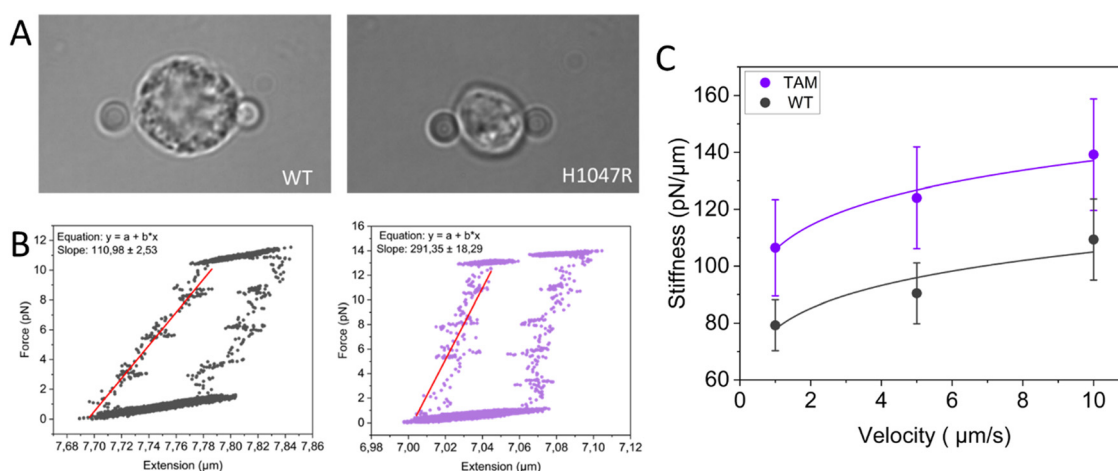 A
WT
H1047R
B
Equation: y = a + b*x
Slope: 110,98 ± 2,53
12
10
8
6
4
2
0
Force (pN)
7,68 7,70 7,72 7,74 7,76 7,78 7,80 7,82 7,84 7,86
Extension (µm)
Equation: y = a + b*x
Slope: 291,35 ± 18,29
16
14
12
10
8
6
4
2
0
Force (pN)
6,98 7,00 7,02 7,04 7,06 7,08 7,10 7,12
Extension (µm)
C
TAM
WT
160
140
120
100
80
60
Stiffness (pN/µm)
0 2 4 6 8 10
Velocity ( µm/s)